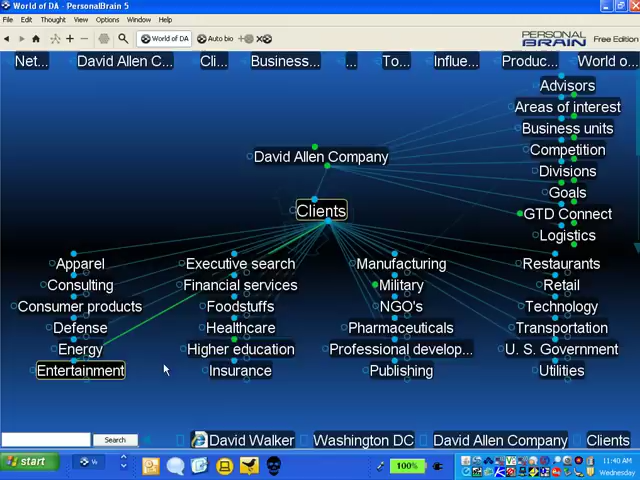 World of DA - PersonalBrain 5
File Edit Thought View Options Window Help
World of DA Auto bio
PERSONAL BRAIN Free Edition
Net... David Allen C... Cli... Business... ... To... Influe... Produc... World o...
Advisors
Areas of interest
Business units
David Allen Company Competition
Divisions
Goals
Clients GTD Connect
Logistics
Apparel Executive search Manufacturing Restaurants
Consulting Financial services Military Retail
Consumer products Foodstuffs NGO's Technology
Defense Healthcare Pharmaceuticals Transportation
Energy Higher education Professional develop... U. S. Government
Entertainment Insurance Publishing Utilities
Search David Walker Washington DC David Allen Company Clients
start 100% 11:40 AM
Wednesday